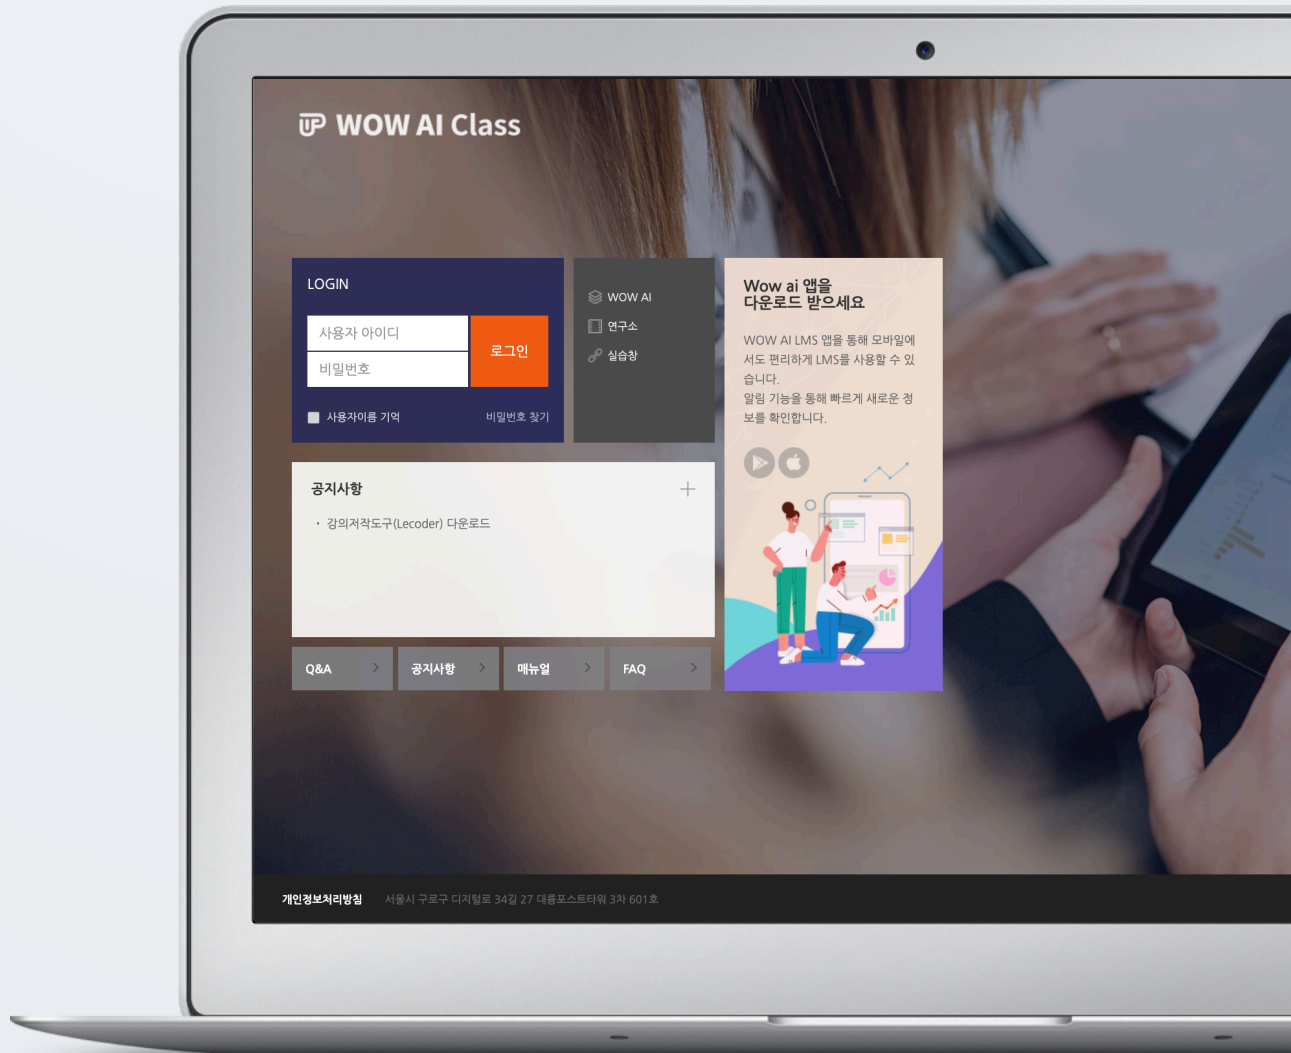 UP WOW AI Class
LOGIN
사용자 아이디
비밀번호
로그인
사용자이름 기억
비밀번호 찾기
WOW AI
연구소
실습창
Wow ai 앱을
다운로드 받으세요
WOW AI LMS 앱을 통해 모바일에
서도 편리하게 LMS를 사용할 수 있
습니다.
알림 기능을 통해 빠르게 새로운 정
보를 확인합니다.
공지사항
· 강의저작도구(Lecoder) 다운로드
Q&A
공지사항
매뉴얼
FAQ
개인정보처리방침
서울시 구로구 디지털로 34길 27 대륭포스트타워 3차 601호